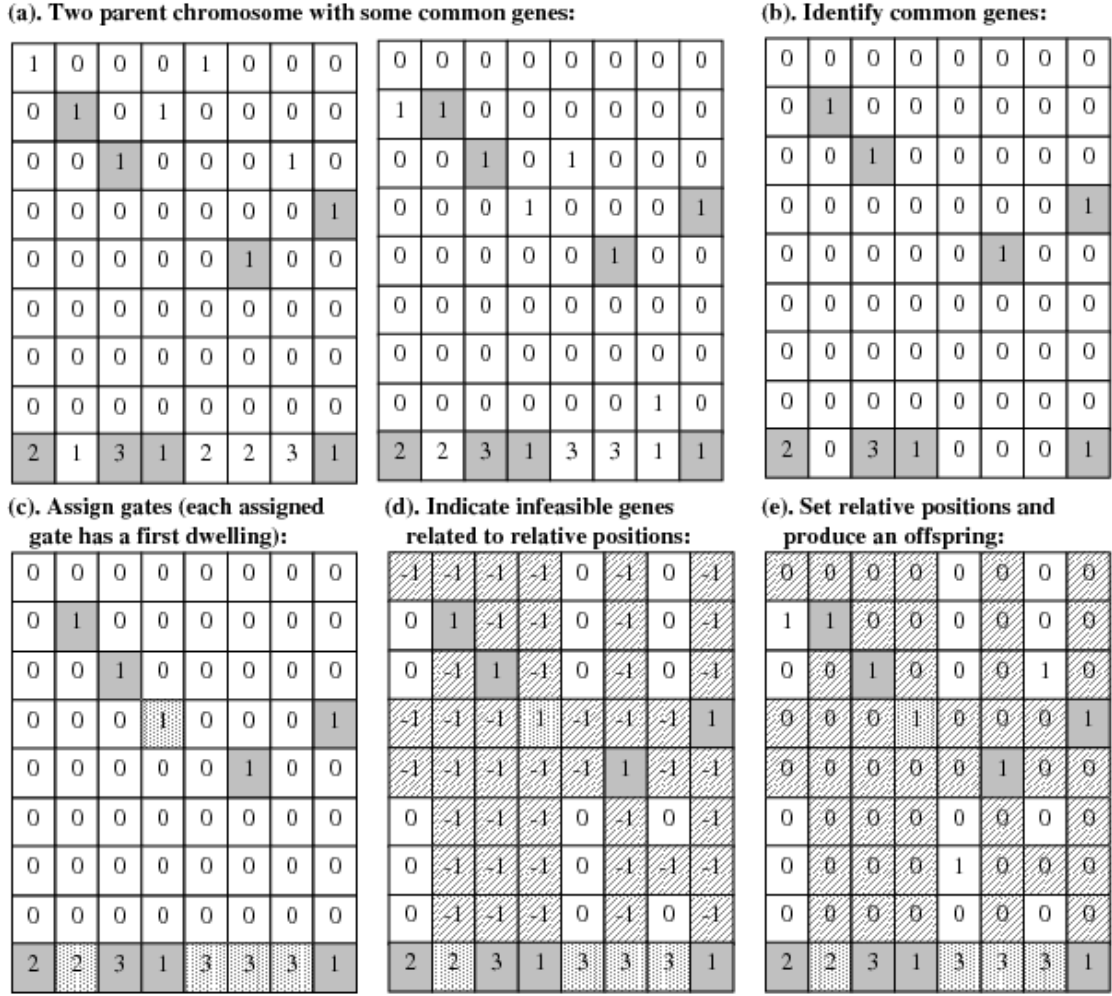 (a). Two parent chromosome with some common genes:
1 0 0 0 1 0 0 0
0 1 0 1 0 0 0 0
0 0 1 0 0 0 1 0
0 0 0 0 0 0 0 1
0 0 0 0 0 1 0 0
0 0 0 0 0 0 0 0
0 0 0 0 0 0 0 0
0 0 0 0 0 0 0 0
2 1 3 1 2 2 3 1
0 0 0 0 0 0 0 0
1 1 0 0 0 0 0 0
0 0 1 0 1 0 0 0
0 0 0 1 0 0 0 1
0 0 0 0 0 1 0 0
0 0 0 0 0 0 0 0
0 0 0 0 0 0 0 0
0 0 0 0 0 0 1 0
2 2 3 1 3 3 1 1
(b). Identify common genes:
0 0 0 0 0 0 0 0
0 1 0 0 0 0 0 0
0 0 1 0 0 0 0 0
0 0 0 0 0 0 0 1
0 0 0 0 0 1 0 0
0 0 0 0 0 0 0 0
0 0 0 0 0 0 0 0
0 0 0 0 0 0 0 0
2 0 3 1 0 0 0 1
(c). Assign gates (each assigned
gate has a first dwelling):
0 0 0 0 0 0 0 0
0 1 0 0 0 0 0 0
0 0 1 0 0 0 0 0
0 0 0 1 0 0 0 1
0 0 0 0 0 1 0 0
0 0 0 0 0 0 0 0
0 0 0 0 0 0 0 0
0 0 0 0 0 0 0 0
2 2 3 1 3 3 3 1
(d). Indicate infeasible genes
related to relative positions:
-1 -1 -1 -1 0 -1 0 -1
0 1 -1 -1 0 -1 0 -1
0 -1 1 -1 0 -1 0 -1
-1 -1 -1 1 -1 -1 -1 1
-1 -1 -1 -1 -1 1 -1 -1
0 -1 -1 -1 0 -1 0 -1
0 -1 -1 -1 0 -1 -1 -1
0 -1 -1 -1 0 -1 0 -1
2 2 3 1 3 3 3 1
(e). Set relative positions and
produce an offspring:
0 0 0 0 0 0 0 0
1 1 0 0 0 0 0 0
0 0 1 0 0 0 1 0
0 0 0 1 0 0 0 1
0 0 0 0 0 1 0 0
0 0 0 0 0 0 0 0
0 0 0 0 1 0 0 0
0 0 0 0 0 0 0 0
2 2 3 1 3 3 3 1